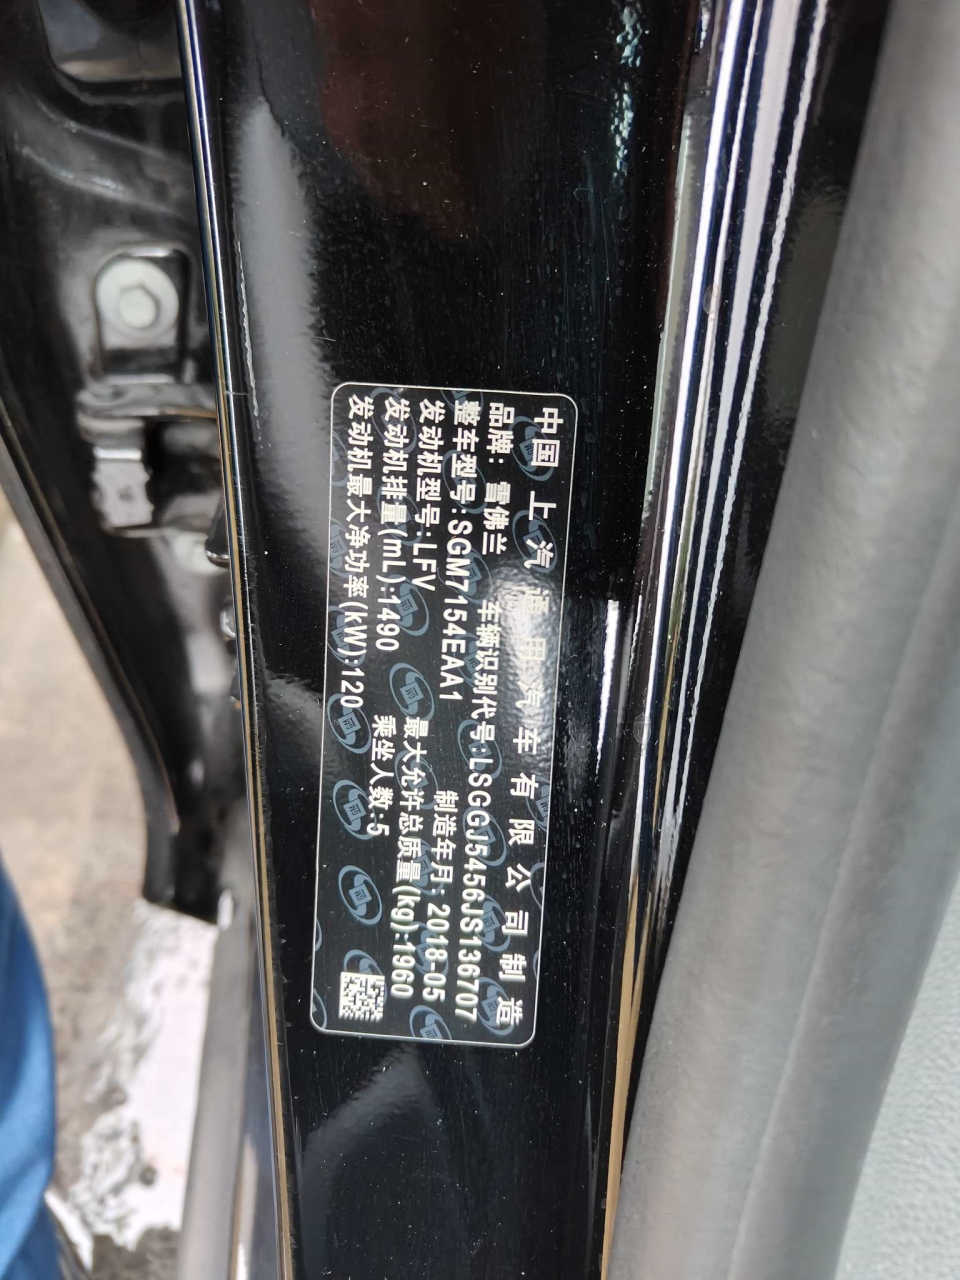 中国 上汽通用汽车有限公司制造
品牌: 雪佛兰 车辆识别代号:LSGGJ5456JS136707
整车型号:SGM7154EAA1 制造年月: 2018-05
发动机型号:LFV 最大允许总质量(kg):1960
发动机排量(mL):1490 乘坐人数:5
发动机最大净功率(kW):120